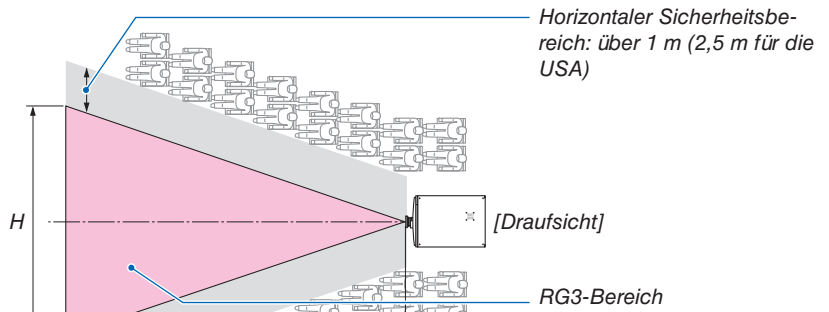 Horizontaler Sicherheitsbe-
reich: über 1 m (2,5 m für die
USA)
H
[Draufsicht]
RG3-Bereich